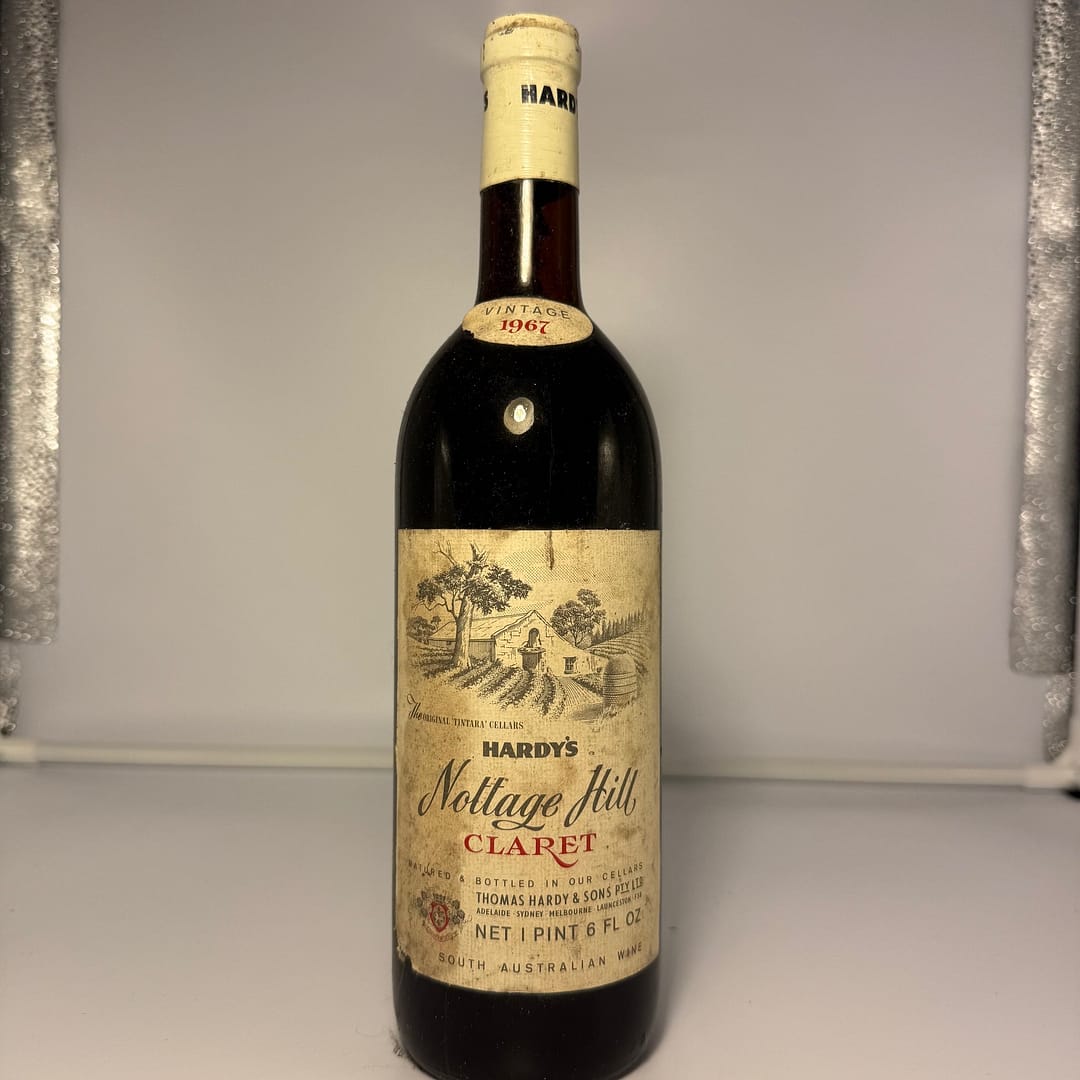 S HARD
VINTAGE
1967
The ORIGINAL 'TINTARA' CELLARS
HARDY'S
Nottage Hill
CLARET
MATURED & BOTTLED IN OUR CELLARS
THOMAS HARDY & SONS PTY LTD
ADELAIDE · SYDNEY · MELBOURNE · LAUNCESTON ·
NET 1 PINT 6 FL OZ
SOUTH AUSTRALIAN WINE